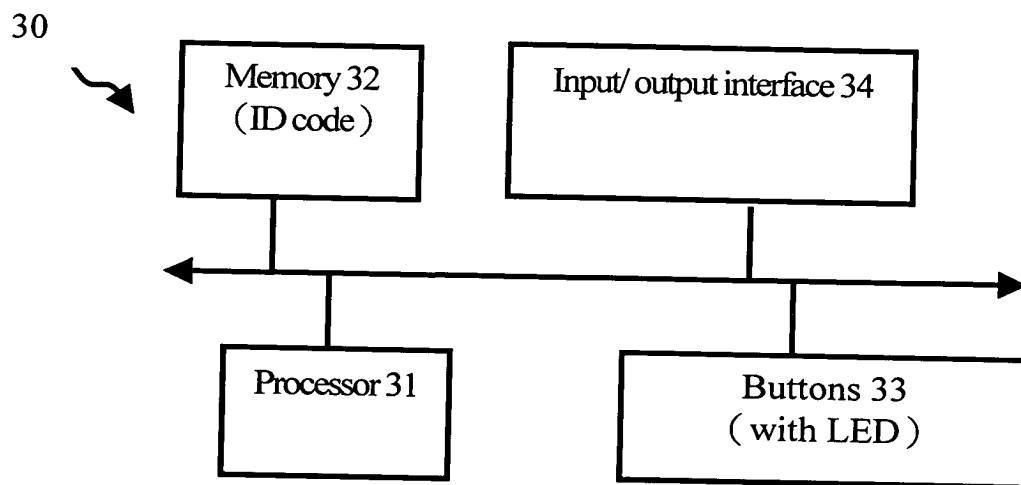 30
Memory 32
（ID code）
Input/ output interface 34
Processor 31
Buttons 33
（with LED）